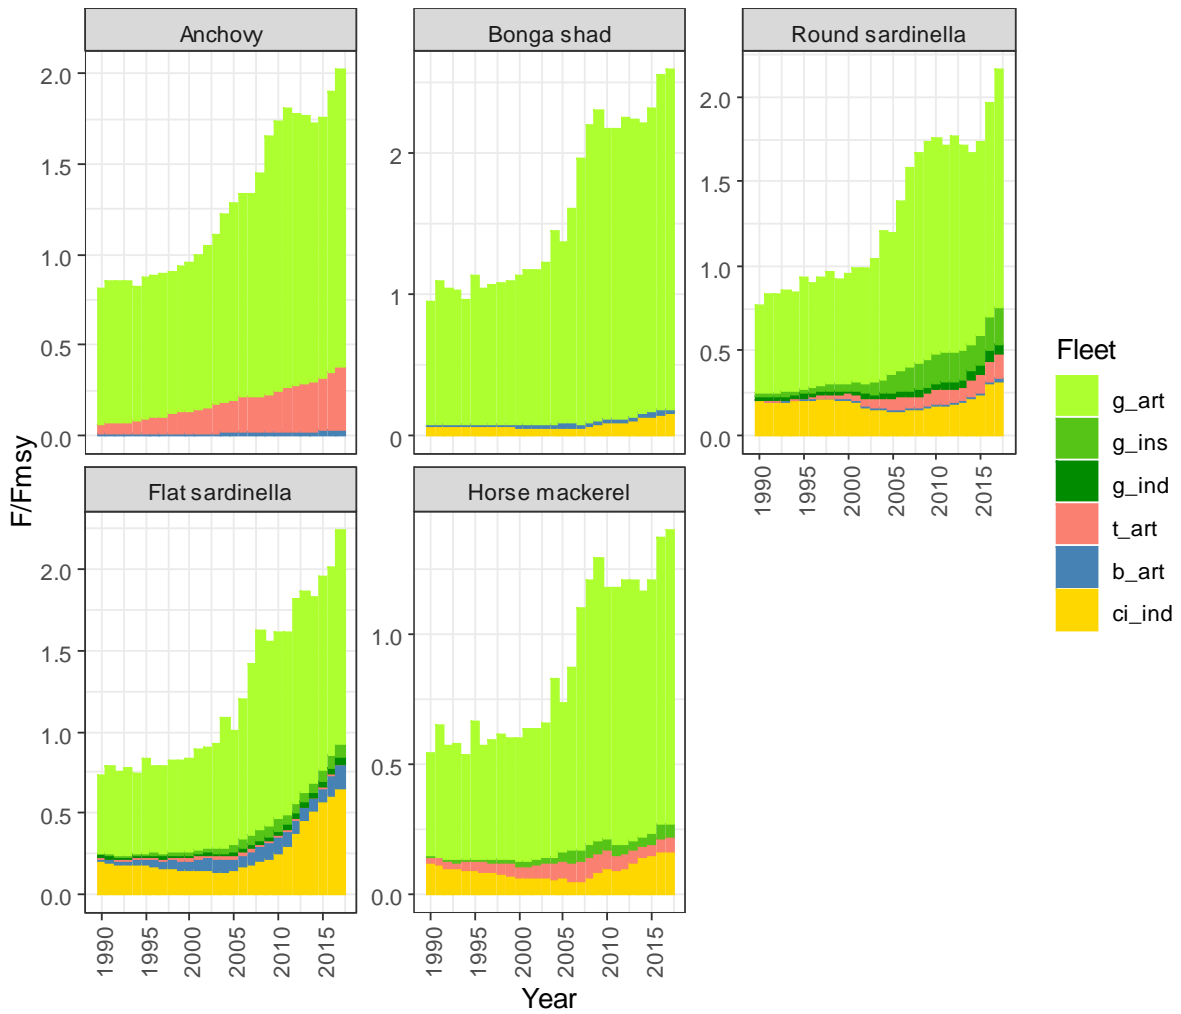 Anchovy
Bonga shad
Round sardinella
2.0
1.5
1.0
0.5
0.0
2
1
0
2.0
1.5
1.0
0.5
0.0
1990
1995
2000
2005
2010
2015
Flat sardinella
Horse mackerel
2.0
1.5
1.0
0.5
0.0
1.0
0.5
0.0
1990
1995
2000
2005
2010
2015
1990
1995
2000
2005
2010
2015
F/Fmsy
Year
Fleet
g_art
g_ins
g_ind
t_art
b_art
ci_ind